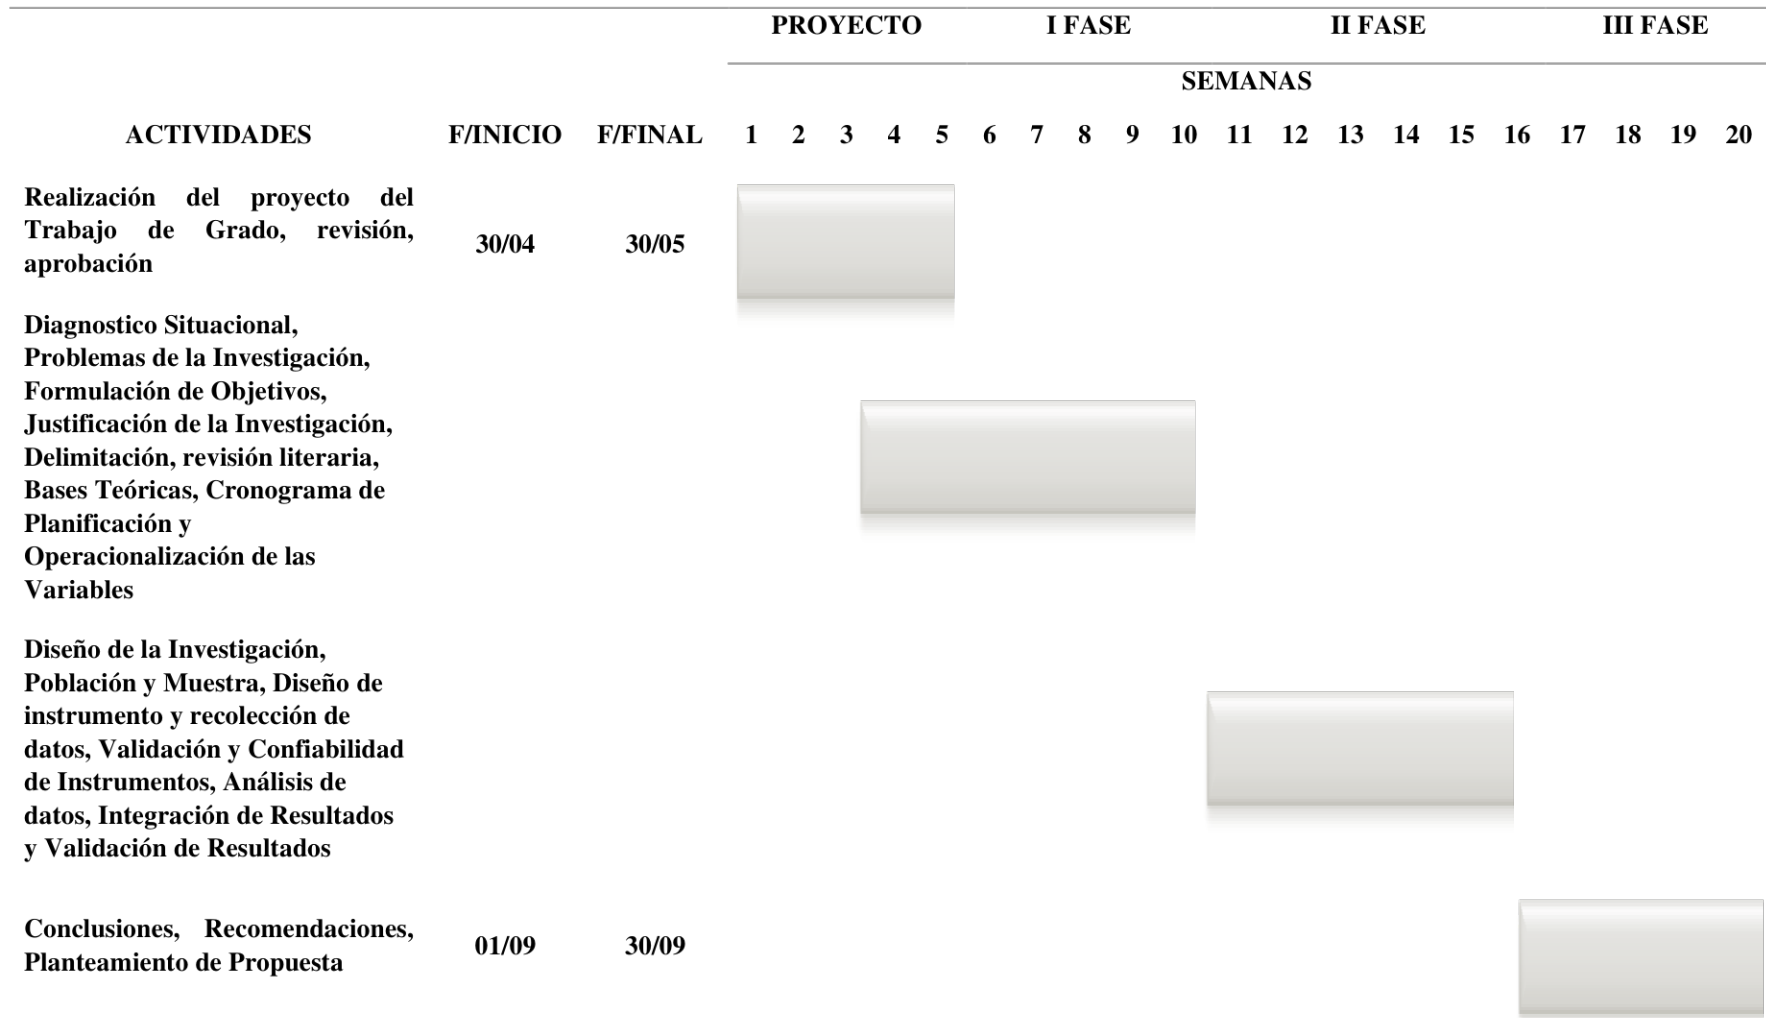 PROYECTO I FASE II FASE III FASE
SEMANAS
ACTIVIDADES F/INICIO F/FINAL 1 2 3 4 5 6 7 8 9 10 11 12 13 14 15 16 17 18 19 20
Realización del proyecto del
Trabajo de Grado, revisión,
aprobación
30/04 30/05
Diagnostico Situacional,
Problemas de la Investigación,
Formulación de Objetivos,
Justificación de la Investigación,
Delimitación, revisión literaria,
Bases Teóricas, Cronograma de
Planificación y
Operacionalización de las
Variables
Diseño de la Investigación,
Población y Muestra, Diseño de
instrumento y recolección de
datos, Validación y Confiabilidad
de Instrumentos, Análisis de
datos, Integración de Resultados
y Validación de Resultados
Conclusiones, Recomendaciones,
Planteamiento de Propuesta
01/09 30/09